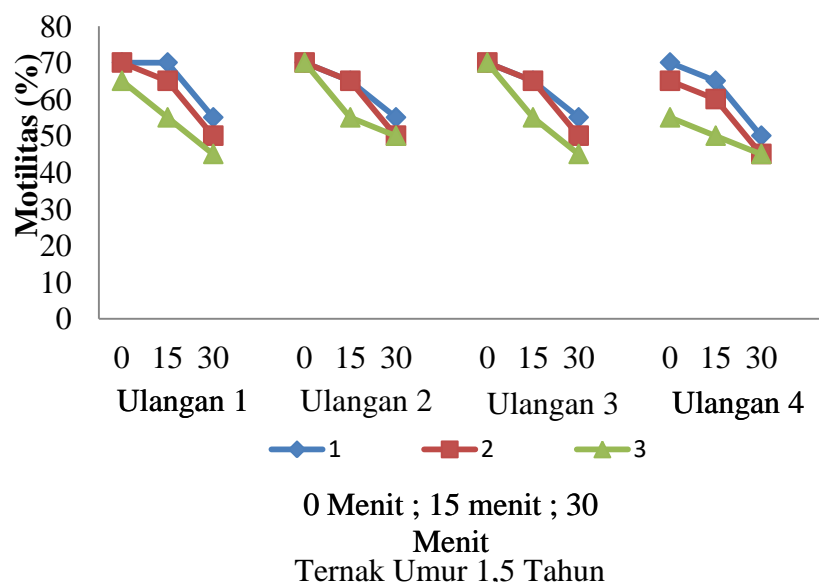 Motilitas (%)
80
70
60
50
40
30
20
10
0
0 15 30 0 15 30 0 15 30 0 15 30
Ulangan 1 Ulangan 2 Ulangan 3 Ulangan 4
1 2 3
0 Menit ; 15 menit ; 30
Menit
Ternak Umur 1,5 Tahun